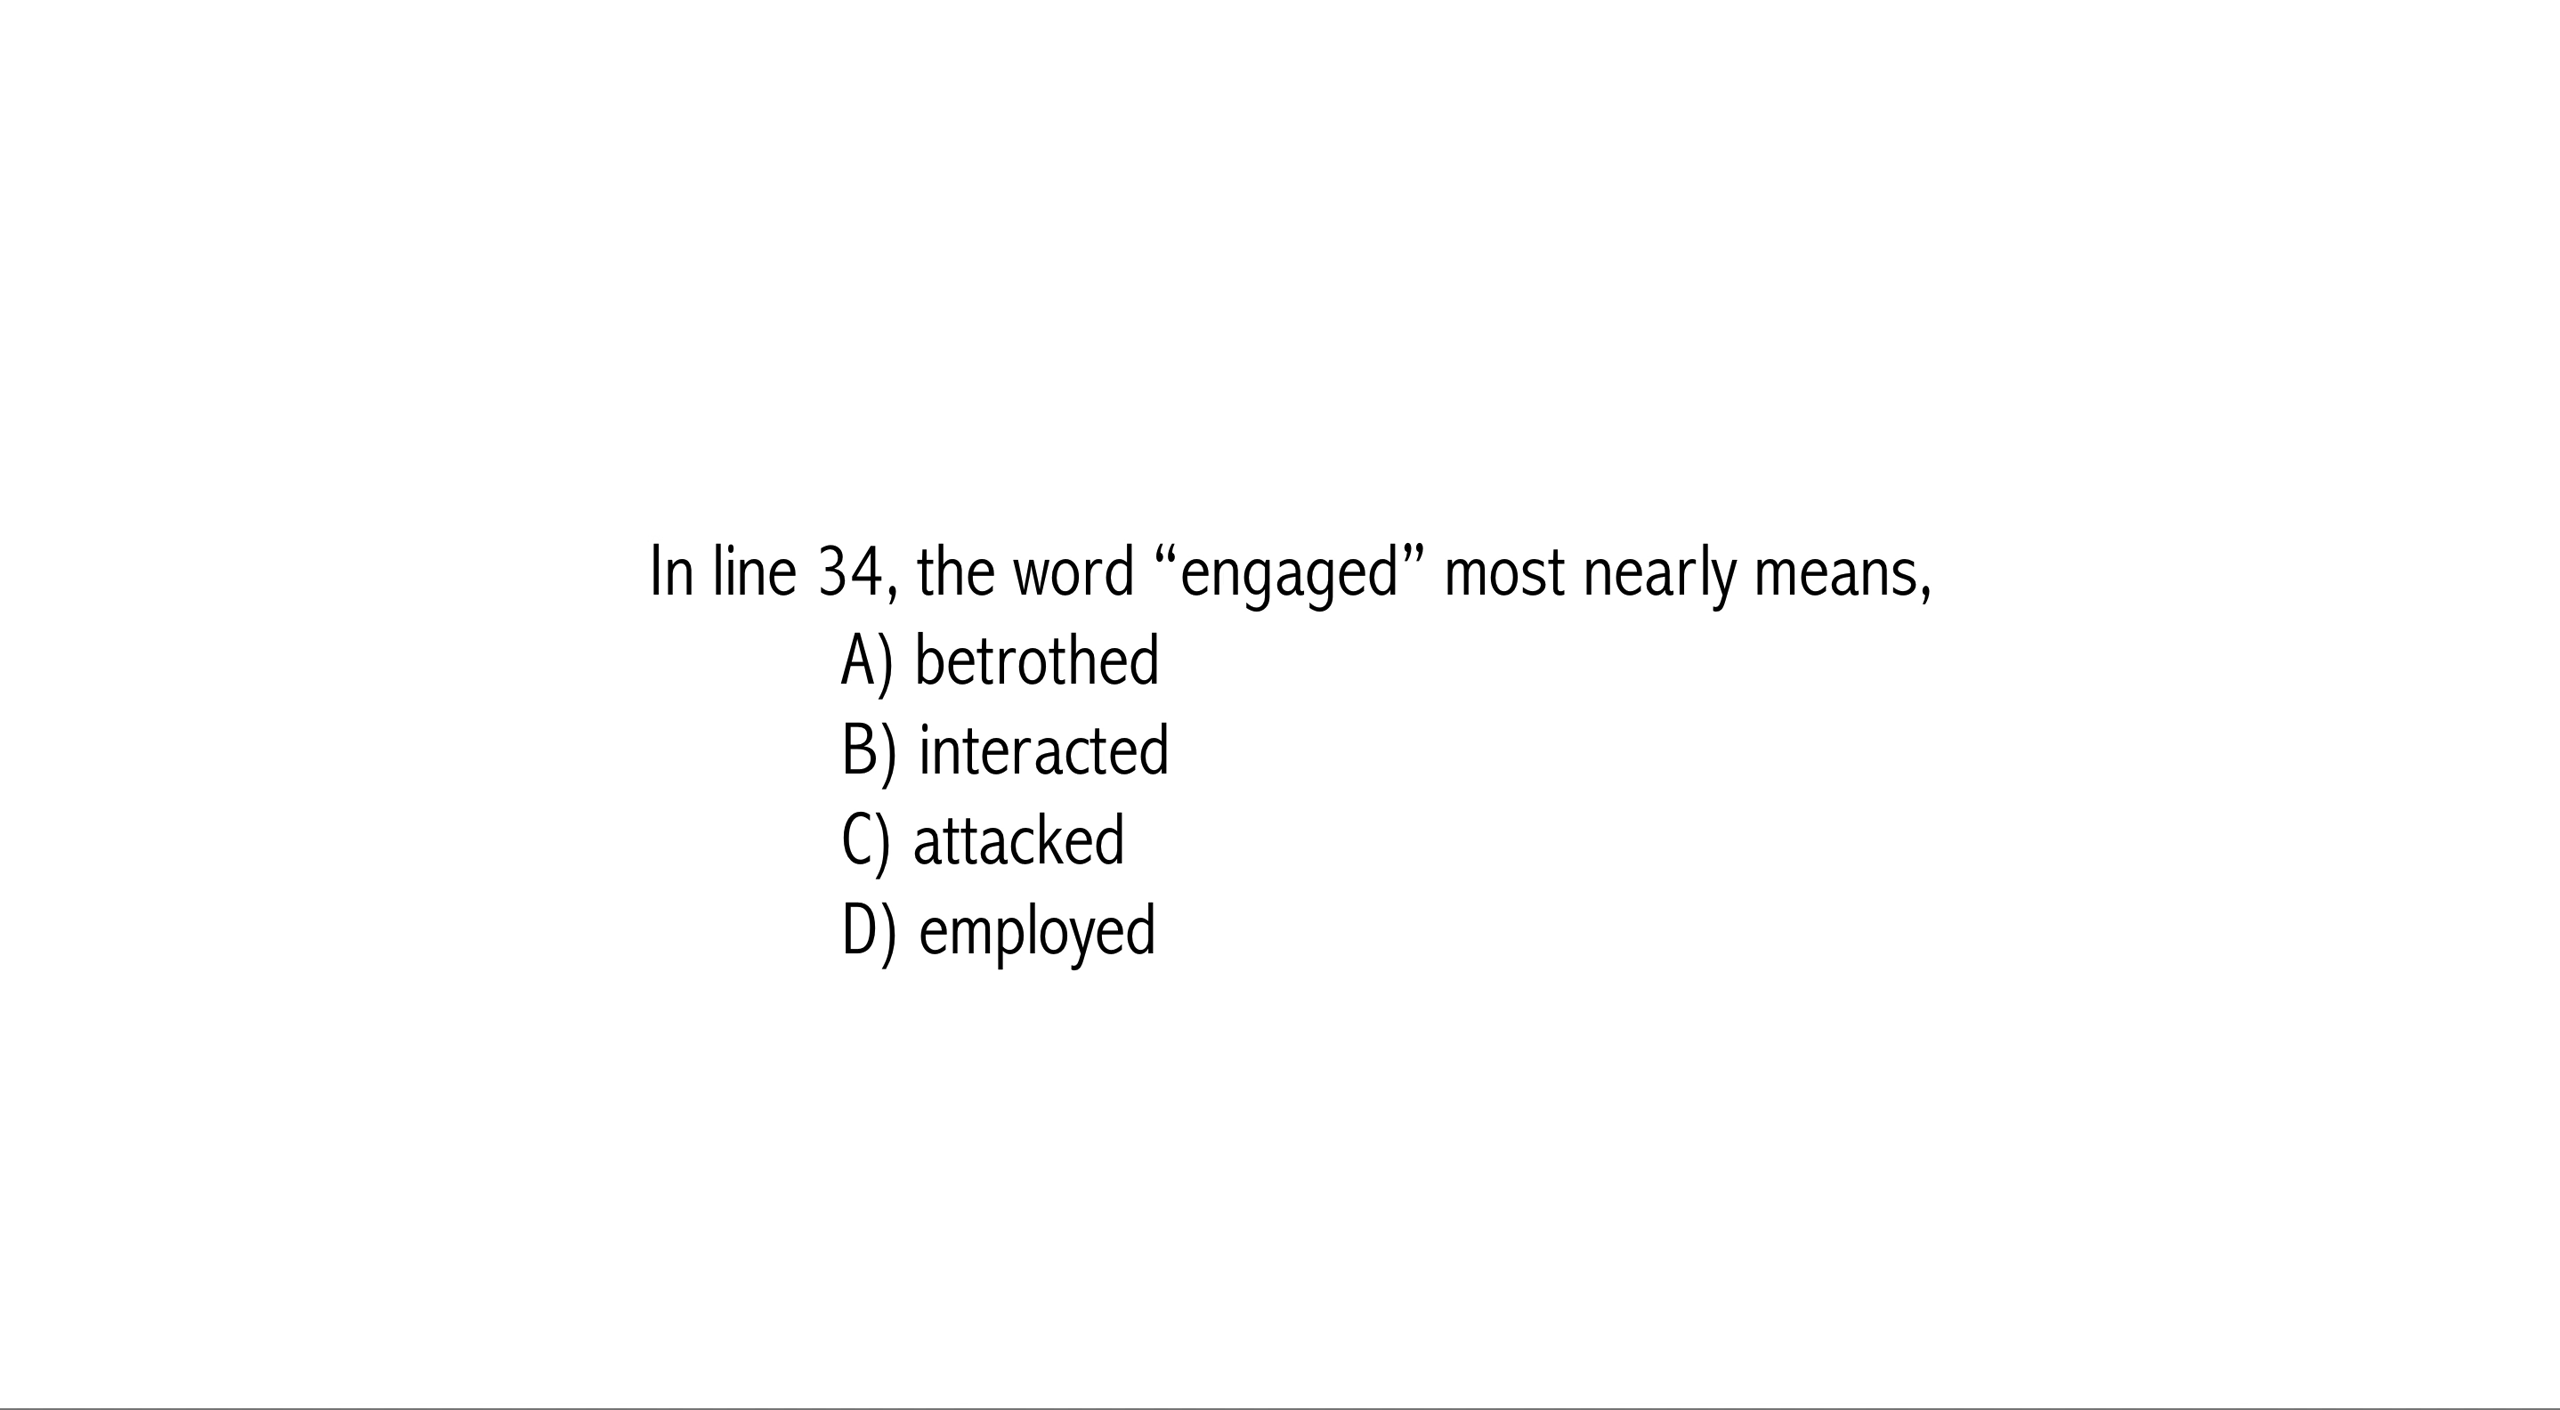 In line 34, the word “engaged” most nearly means,
A) betrothed
B) interacted
C) attacked
D) employed